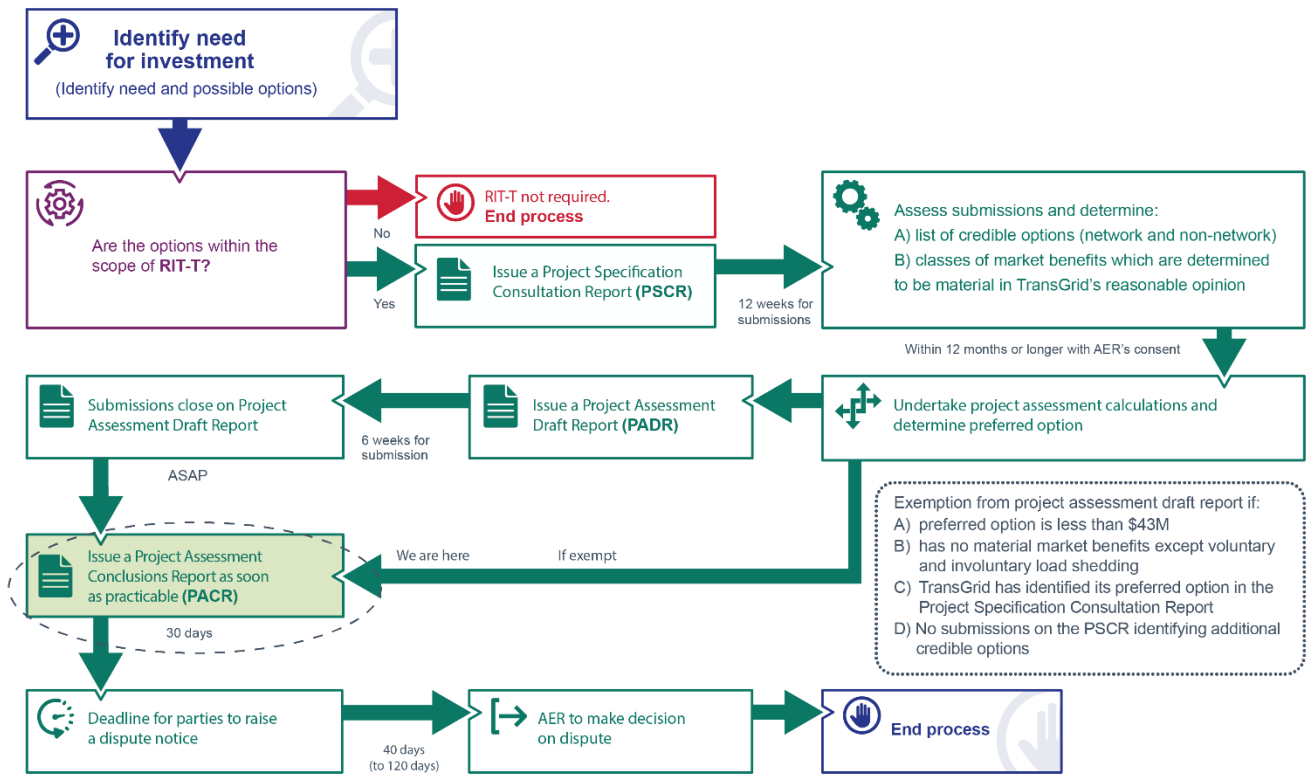 Identify need
for investment
(Identify need and possible options)
Are the options within the
scope of RIT-T?
No
RIT-T not required.
End process
Yes
Issue a Project Specification
Consultation Report (PSCR)
12 weeks for
submissions
Assess submissions and determine:
A) list of credible options (network and non-network)
B) classes of market benefits which are determined
to be material in TransGrid's reasonable opinion
Within 12 months or longer with AER's consent
Undertake project assessment calculations and
determine preferred option
Issue a Project Assessment
Draft Report (PADR)
6 weeks for
submission
Submissions close on Project
Assessment Draft Report
ASAP
Exemption from project assessment draft report if:
A) preferred option is less than $43M
B) has no material market benefits except voluntary
and involuntary load shedding
C) TransGrid has identified its preferred option in the
Project Specification Consultation Report
D) No submissions on the PSCR identifying additional
credible options
If exempt
We are here
Issue a Project Assessment
Conclusions Report as soon
as practicable (PACR)
30 days
Deadline for parties to raise
a dispute notice
40 days
(to 120 days)
AER to make decision
on dispute
End process